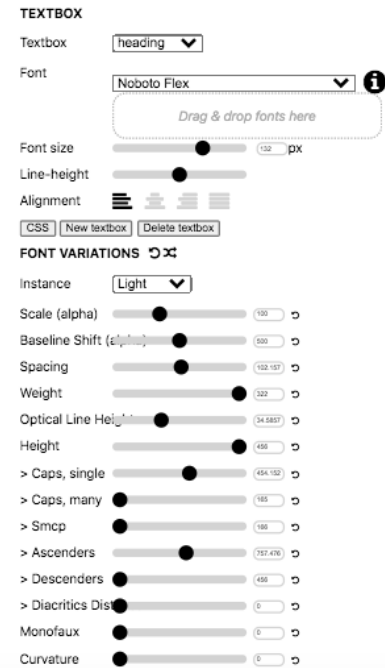 TEXTBOX
Textbox heading
Font
Noboto Flex
Drag & drop fonts here
Font size 132 px
Line-height
Alignment
CSS New textbox Delete textbox
FONT VARIATIONS
Instance Light
Scale (alpha) 100
Baseline Shift (alpha) 500
Spacing 102.157
Weight 322
Optical Line Height 34.5857
Height 456
> Caps, single 454.152
> Caps, many 165
> Smcp
> Ascenders 757.476
> Descenders 456
> Diacritics Dist 0
Monofaux 0
Curvature 0